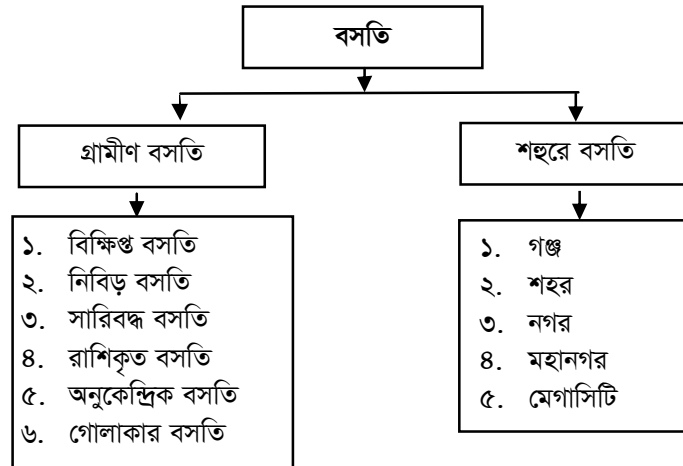 বসতি
গ্রামীণ বসতি
শহুরে বসতি
১. বিক্ষিপ্ত বসতি
২. নিবিড় বসতি
৩. সারিবদ্ধ বসতি
৪. রাশিকৃত বসতি
৫. অনুকেন্দ্রিক বসতি
৬. গোলাকার বসতি
১. গঞ্জ
২. শহর
৩. নগর
৪. মহানগর
৫. মেগাসিটি